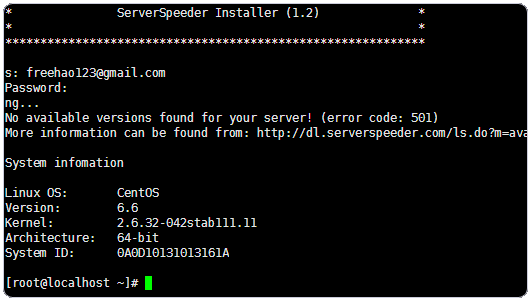 * ServerSpeeder Installer (1.2) *
* *
************************************************************
s: freehao123@gmail.com
Password:
ng...
No available versions found for your server! (error code: 501)
More information can be found from: http://dl.serverspeeder.com/ls.do?m=ava
System infomation
Linux OS: CentOS
Version: 6.6
Kernel: 2.6.32-042stab111.11
Architecture: 64-bit
System ID: 0A0D10131013161A
[root@localhost ~]#